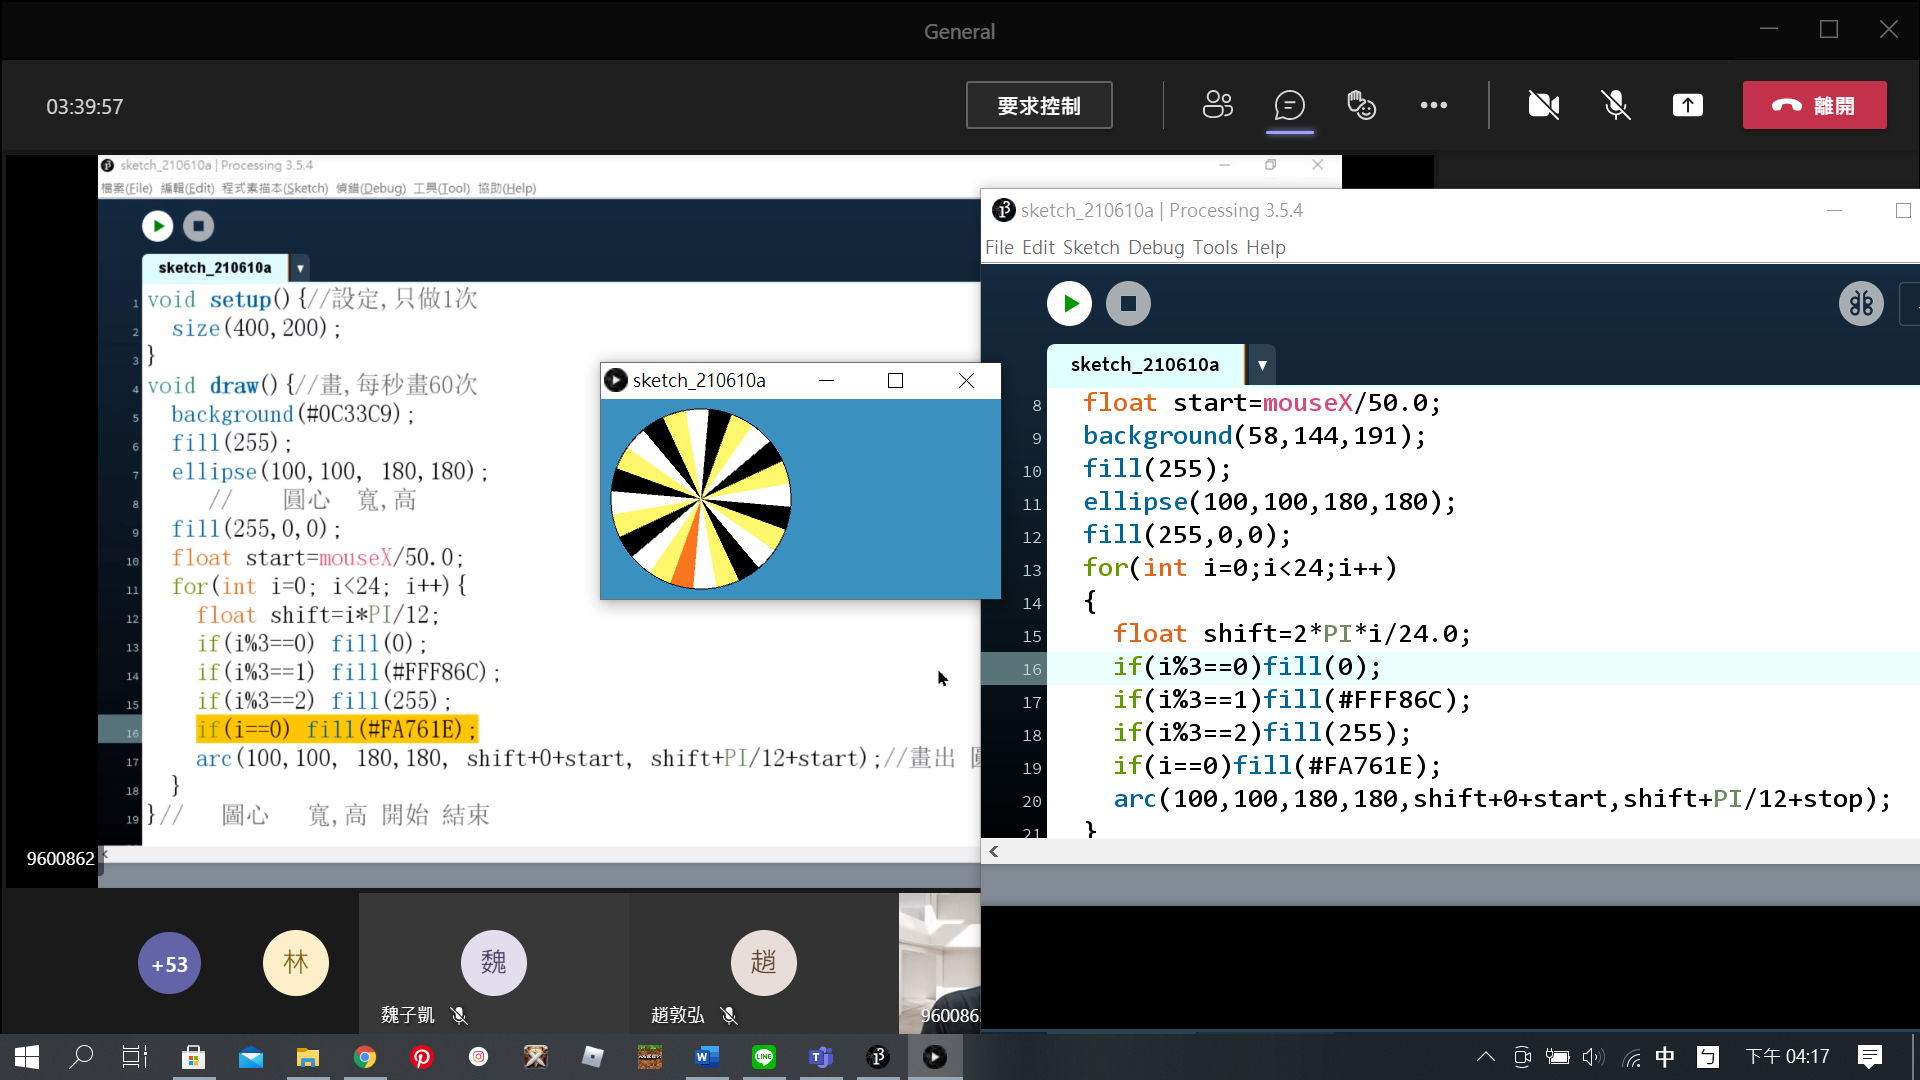 General
03:39:57
要求控制
離開
sketch_210610a | Processing 3.5.4
檔案(File) 編輯(Edit) 程式素描本(Sketch) 偵錯(Debug) 工具(Tool) 協助(Help)
sketch_210610a
1 void setup(){//設定,只做1次
2 size(400,200);
3 }
4 void draw(){//畫,每秒畫60次
5 background(#0C33C9);
6 fill(255);
7 ellipse(100,100, 180,180);
8 // 圓心 寬,高
9 fill(255,0,0);
10 float start=mouseX/50.0;
11 for(int i=0; i<24; i++){
12 float shift=i*PI/12;
13 if(i%3==0) fill(0);
14 if(i%3==1) fill(#FFF86C);
15 if(i%3==2) fill(255);
16 if(i==0) fill(#FA761E);
17 arc(100,100, 180,180, shift+0+start, shift+PI/12+start);//畫出
18 }
19 }// 圓心 寬,高 開始 結束
sketch_210610a
sketch_210610a | Processing 3.5.4
File Edit Sketch Debug Tools Help
sketch_210610a
8 float start=mouseX/50.0;
9 background(58,144,191);
10 fill(255);
11 ellipse(100,100,180,180);
12 fill(255,0,0);
13 for(int i=0;i<24;i++)
14 {
15 float shift=2*PI*i/24.0;
16 if(i%3==0)fill(0);
17 if(i%3==1)fill(#FFF86C);
18 if(i%3==2)fill(255);
19 if(i==0)fill(#FA761E);
20 arc(100,100,180,180,shift+0+start,shift+PI/12+stop);
21 }
9600862
+53
林
魏
魏子凱
趙
趙敦弘
960086
中
下午 04:17